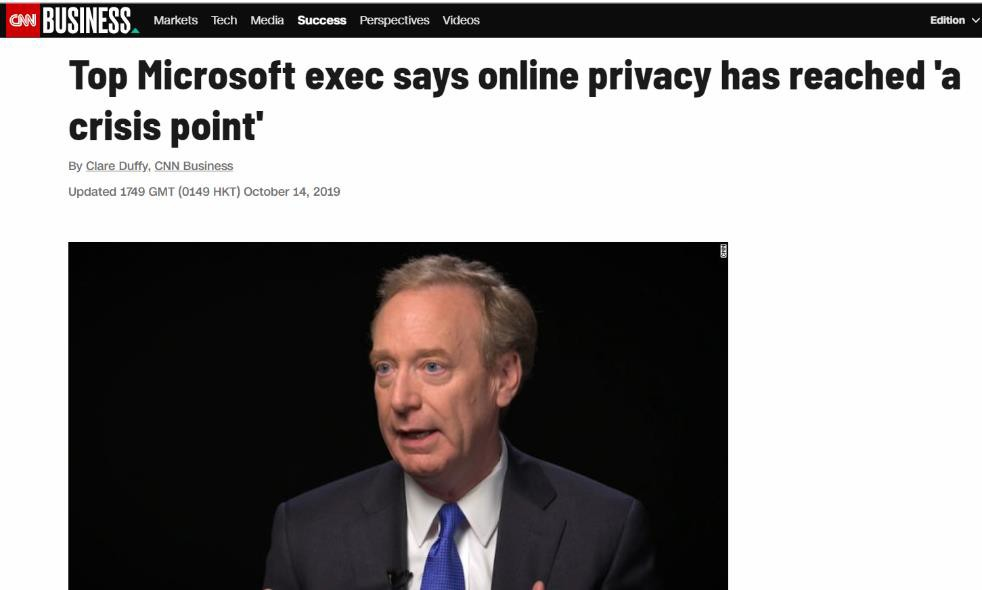 CNN BUSINESS Markets Tech Media Success Perspectives Videos Edition
Top Microsoft exec says online privacy has reached 'a
crisis point'
By Clare Duffy, CNN Business
Updated 1749 GMT (0149 HKT) October 14, 2019
CNN